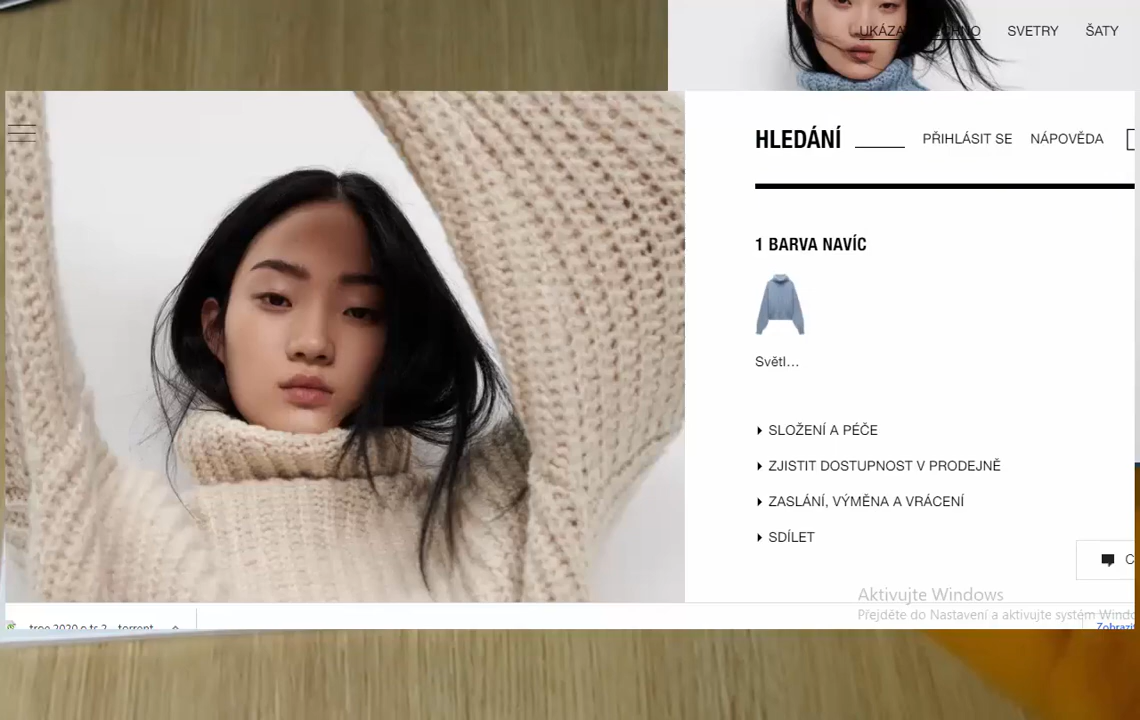 SVETRY ŠATY
HLEDÁNÍ PŘIHLÁSIT SE NÁPOVĚDA
1 BARVA NAVÍC
Světl...
SLOŽENÍ A PÉČE
ZJISTIT DOSTUPNOST V PRODEJNĚ
ZASLÁNÍ, VÝMĚNA A VRÁCENÍ
SDÍLET
C
Aktivujte Windows
Přejděte do Nastavení a aktivujte systém